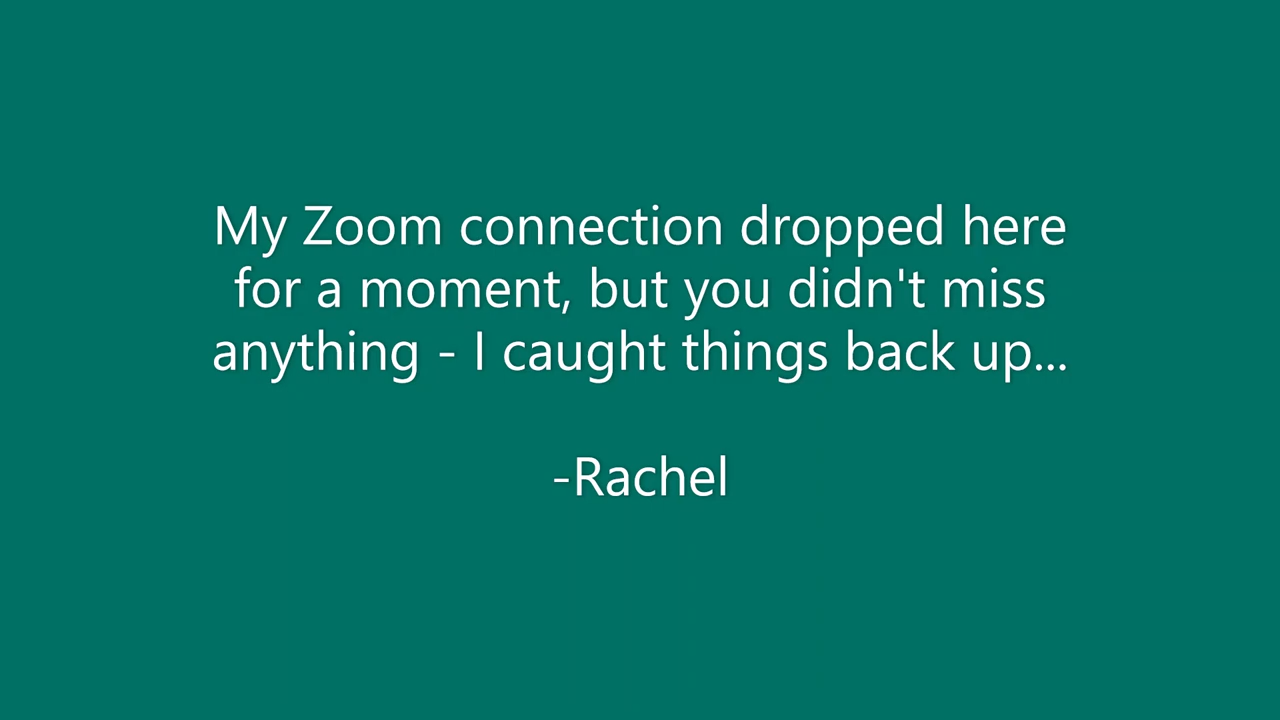 My Zoom connection dropped here
for a moment, but you didn't miss
anything - I caught things back up...
-Rachel